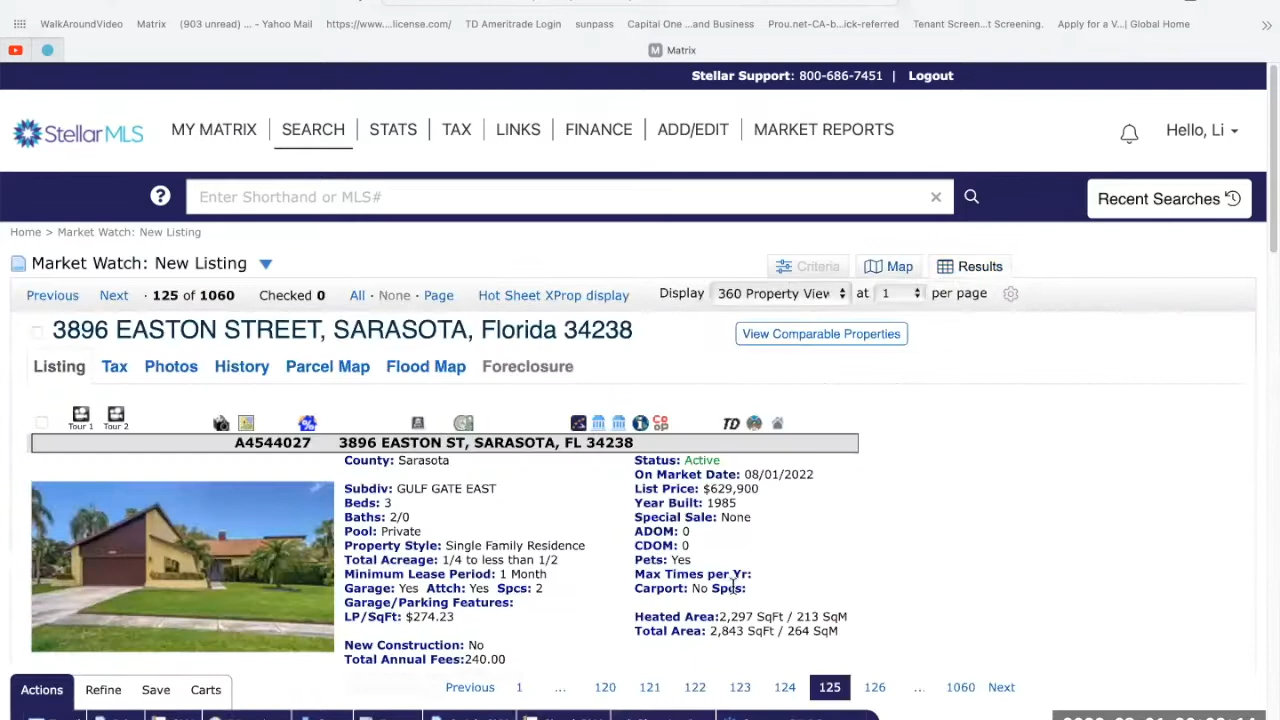 WalkAroundVideo Matrix (903 unread) ... - Yahoo Mail https://www....license.com/ TD Ameritrade Login sunpass Capital One ...and Business Prou.net-CA-b...ick-referred Tenant Screen...t Screening. Apply for a V...| Global Home
M Matrix
Stellar Support: 800-686-7451 | Logout
StellarMLS MY MATRIX SEARCH STATS TAX LINKS FINANCE ADD/EDIT MARKET REPORTS Hello, Li
? Enter Shorthand or MLS# Recent Searches
Home > Market Watch: New Listing
Market Watch: New Listing Criteria Map Results
Previous Next · 125 of 1060 Checked 0 All · None · Page Hot Sheet XProp display Display 360 Property View at 1 per page
3896 EASTON STREET, SARASOTA, Florida 34238 View Comparable Properties
Listing Tax Photos History Parcel Map Flood Map Foreclosure
Tour 1 Tour 2 TD
A4544027 3896 EASTON ST, SARASOTA, FL 34238
County: Sarasota Status: Active
On Market Date: 08/01/2022
Subdiv: GULF GATE EAST List Price: $629,900
Beds: 3 Year Built: 1985
Baths: 2/0 Special Sale: None
Pool: Private ADOM: 0
Property Style: Single Family Residence CDOM: 0
Total Acreage: 1/4 to less than 1/2 Pets: Yes
Minimum Lease Period: 1 Month Max Times per Yr:
Garage: Yes Attch: Yes Spcs: 2 Carport: No Spcs:
Garage/Parking Features:
LP/SqFt: $274.23 Heated Area:2,297 SqFt / 213 SqM
Total Area: 2,843 SqFt / 264 SqM
New Construction: No
Total Annual Fees:240.00
Actions Refine Save Carts Previous 1 ... 120 121 122 123 124 125 126 ... 1060 Next